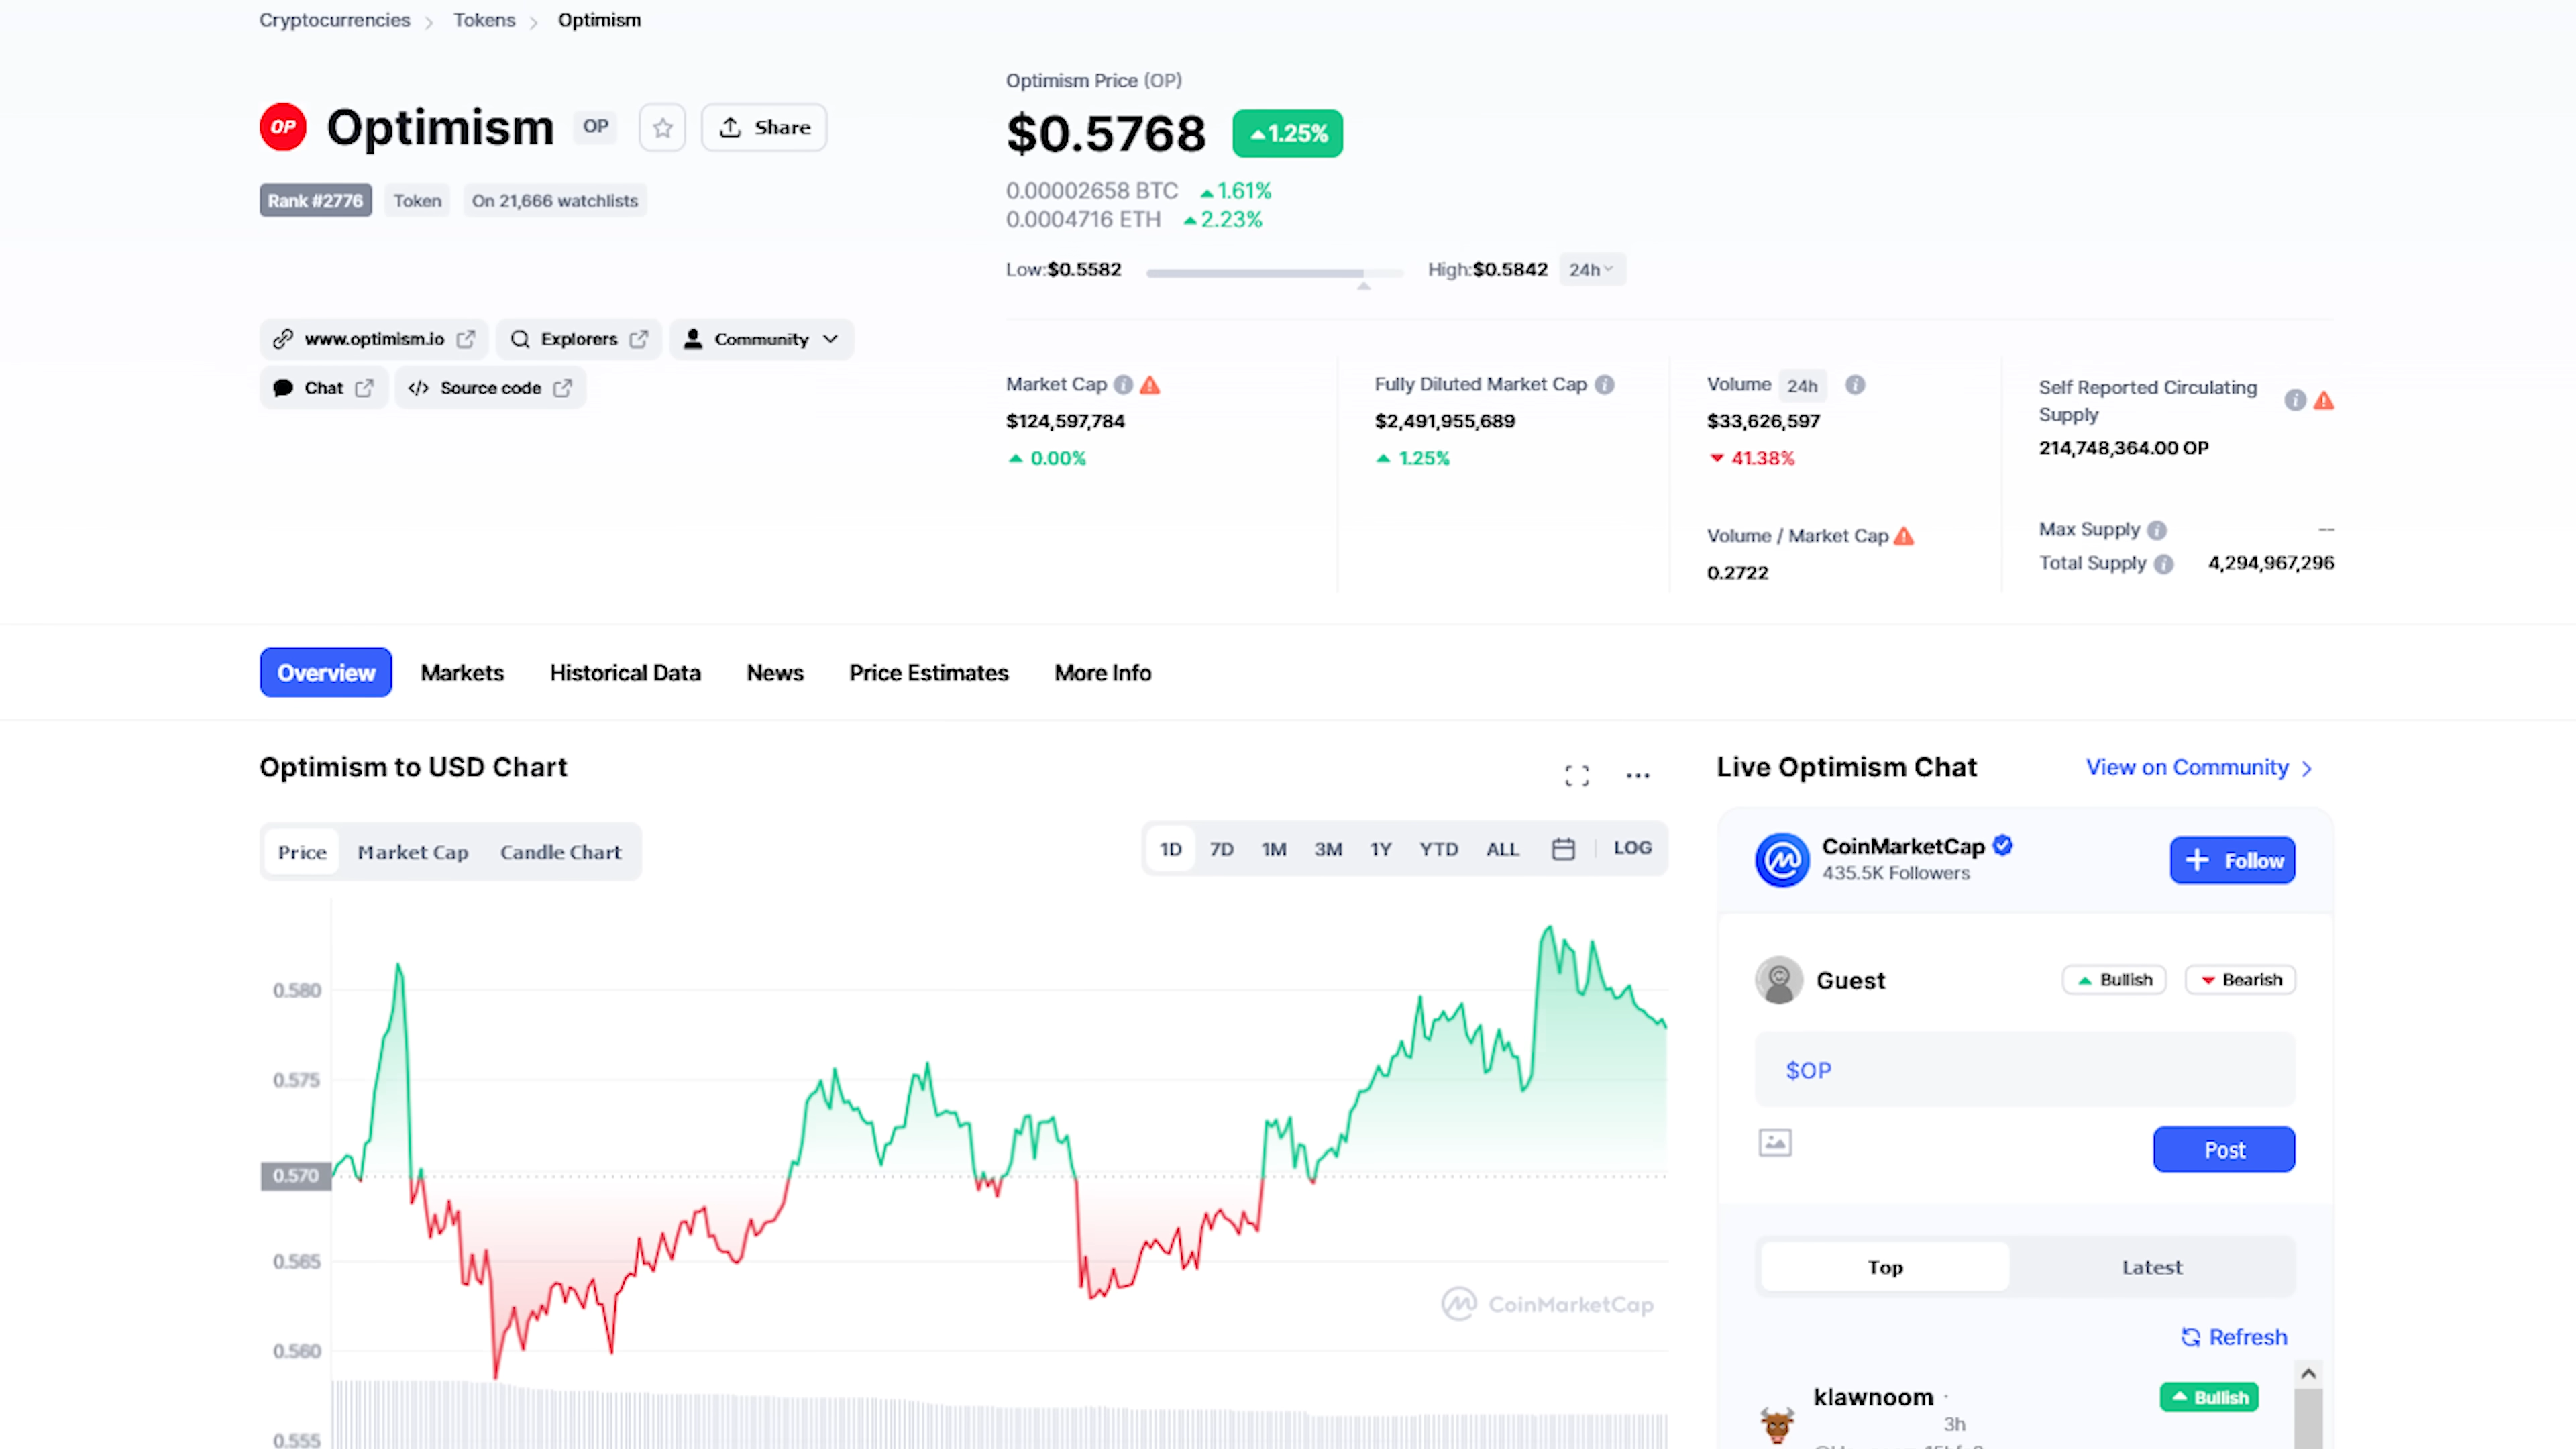 Cryptocurrencies Tokens Optimism
OP Optimism OP Share
Rank #2776 Token On 21,666 watchlists
www.optimism.io Explorers Community
Chat Source code
Optimism Price (OP)
$0.5768 1.25%
0.00002658 BTC 1.61%
0.0004716 ETH 2.23%
Low:$0.5582 High:$0.5842 24h
Market Cap
$124,597,784
0.00%
Fully Diluted Market Cap
$2,491,955,689
1.25%
Volume 24h
$33,626,597
41.38%
Volume / Market Cap
0.2722
Self Reported Circulating
Supply
214,748,364.00 OP
Max Supply --
Total Supply 4,294,967,296
Overview Markets Historical Data News Price Estimates More Info
Optimism to USD Chart
Price Market Cap Candle Chart
1D 7D 1M 3M 1Y YTD ALL LOG
0.580
0.575
0.570
0.565
0.560
0.555
CoinMarketCap
Live Optimism Chat View on Community
CoinMarketCap
435.5K Followers
Follow
Guest Bullish Bearish
$OP
Post
Top Latest
Refresh
klawnoom · Bullish
3h